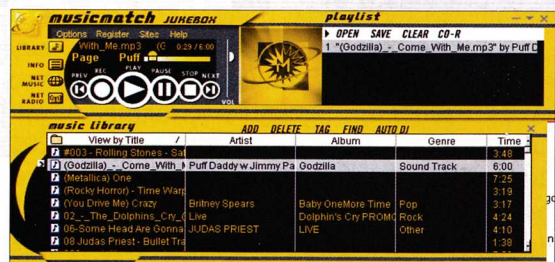 musicmatch JUKEBOX
playlist
Options Register Sites Help
OPEN SAVE CLEAR CD-R
LIBRARY
With_Me.mp3 (G 0:29 / 6:00
1 "(Godzilla)_-_Come_With_Me.mp3" by Puff D
Page Puff
INFO
PREV REC PLAY PAUSE STOP NEXT
NET MUSIC
NET RADIO
VOL
music library
ADD DELETE TAG FIND AUTO DJ
View by Title / Artist Album Genre Time
#003 - Rolling Stones - Sat 3:48
(Godzilla)_-_Come_With_M Puff Daddy w Jimmy Pa Godzilla Sound Track 6:00
(Metallica) One 7:25
(Rocky Horror) - Time Warp 3:19
(You Drive Me) Crazy Britney Spears Baby OneMore Time Pop 3:17
02_-_The_Dolphins_Cry_( Live Dolphin's Cry PROMO Rock 4:24
06-Some Head Are Gonna JUDAS PRIEST LIVE Other 4:10
08 Judas Priest - Bullet Tra 1:38